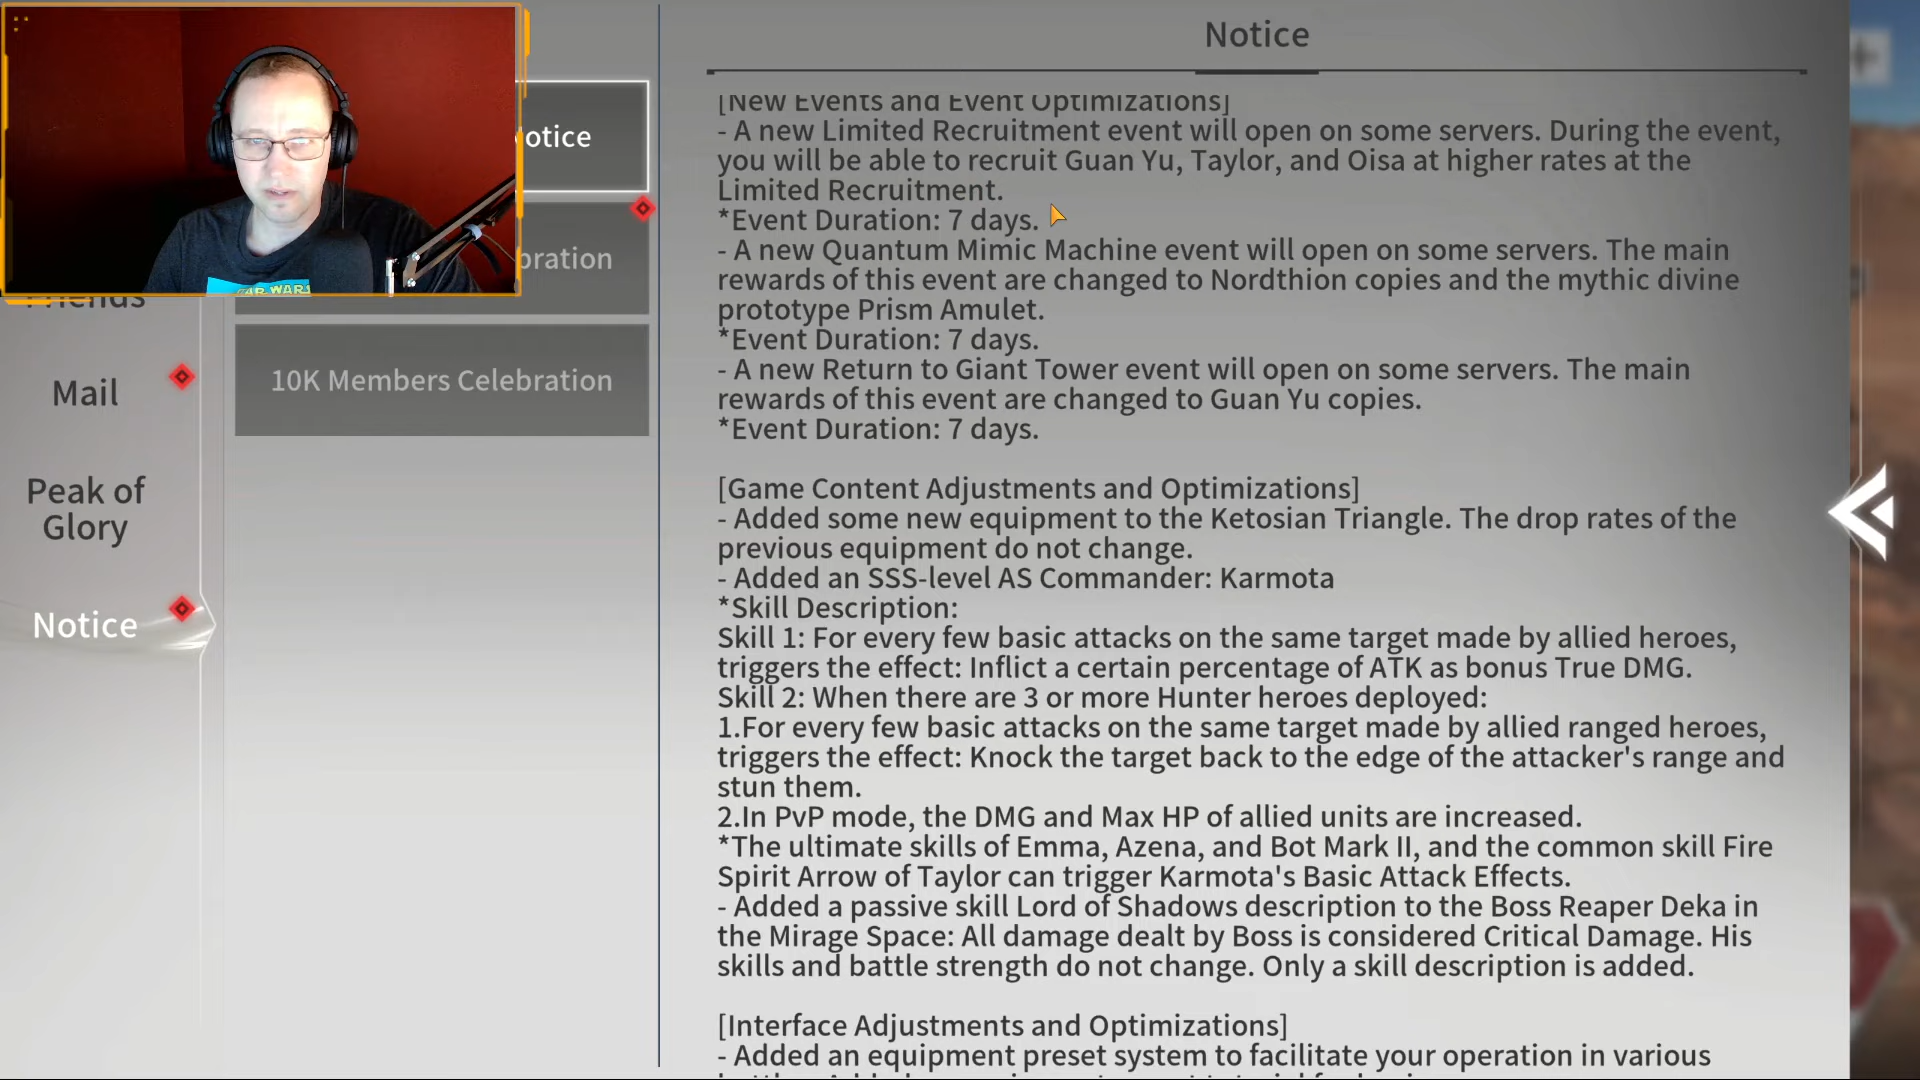 Notice
[New Events and Event Optimizations]
- A new Limited Recruitment event will open on some servers. During the event,
you will be able to recruit Guan Yu, Taylor, and Oisa at higher rates at the
Limited Recruitment.
*Event Duration: 7 days.
- A new Quantum Mimic Machine event will open on some servers. The main
rewards of this event are changed to Nordthion copies and the mythic divine
prototype Prism Amulet.
*Event Duration: 7 days.
- A new Return to Giant Tower event will open on some servers. The main
rewards of this event are changed to Guan Yu copies.
*Event Duration: 7 days.
[Game Content Adjustments and Optimizations]
- Added some new equipment to the Ketosian Triangle. The drop rates of the
previous equipment do not change.
- Added an SSS-level AS Commander: Karmota
*Skill Description:
Skill 1: For every few basic attacks on the same target made by allied heroes,
triggers the effect: Inflict a certain percentage of ATK as bonus True DMG.
Skill 2: When there are 3 or more Hunter heroes deployed:
1.For every few basic attacks on the same target made by allied ranged heroes,
triggers the effect: Knock the target back to the edge of the attacker's range and
stun them.
2.In PvP mode, the DMG and Max HP of allied units are increased.
*The ultimate skills of Emma, Azena, and Bot Mark II, and the common skill Fire
Spirit Arrow of Taylor can trigger Karmota's Basic Attack Effects.
- Added a passive skill Lord of Shadows description to the Boss Reaper Deka in
the Mirage Space: All damage dealt by Boss is considered Critical Damage. His
skills and battle strength do not change. Only a skill description is added.
[Interface Adjustments and Optimizations]
- Added an equipment preset system to facilitate your operation in various
otice
bration
10K Members Celebration
Friends
Mail
Peak of
Glory
Notice
STAR WARS